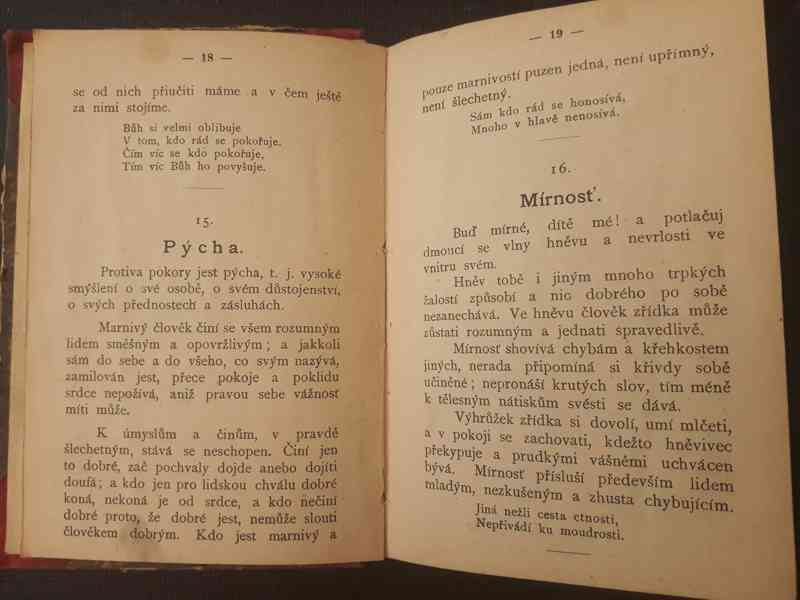 — 18 —
se od nich přiučiti máme a v čem ještě
za nimi stojíme.
Bůh si velmi oblibuje
V tom, kdo rád se pokořuje.
Čím víc se kdo pokořuje,
Tím víc Bůh ho povyšuje.
15.
Pýcha.
Protiva pokory jest pýcha, t. j. vysoké
smýšlení o své osobě, o svém důstojenství,
o svých přednostech a zásluhách.
Marnivý člověk činí se všem rozumným
lidem směšným a opovržlivým; a jakkoli
sám do sebe a do všeho, co svým nazývá,
zamilován jest, přece pokoje a poklidu
srdce nepožívá, aniž pravou sebe vážnost
míti může.
K úmyslům a činům, v pravdě
šlechetným, stává se neschopen. Činí jen
to dobré, zač pochvaly dojde anebo dojíti
doufá; a kdo jen pro lidskou chválu dobré
koná, nekoná je od srdce, a kdo nečiní
dobré proto, že dobré jest, nemůže slouti
člověkem dobrým. Kdo jest marnivý a
— 19 —
pouze marnivostí puzen jedná, není upřímný,
není šlechetný.
Sám kdo rád se honosívá,
Mnoho v hlavě nenosívá.
16.
Mírnosť.
Buď mírné, dítě mé! a potlačuj
dmoucí se vlny hněvu a nevrlosti ve
vnitru svém.
Hněv tobě i jiným mnoho trpkých
žalostí způsobí a nic dobrého po sobě
nezanechává. Ve hněvu člověk zřídka může
zůstati rozumným a jednati spravedlivě.
Mírnosť shovívá chybám a křehkostem
jiných, nerada připomíná si křivdy sobě
učiněné; nepronáší krutých slov, tím méně
k tělesným nátiskům svésti se dává.
Výhrůžek zřídka si dovolí, umí mlčeti,
a v pokoji se zachovati, kdežto hněvivec
překypuje a prudkými vášněmi uchvácen
bývá. Mírnosť přísluší především lidem
mladým, nezkušeným a zhusta chybujícím.
Jiná nežli cesta ctnosti,
Nepřivádí ku moudrosti.